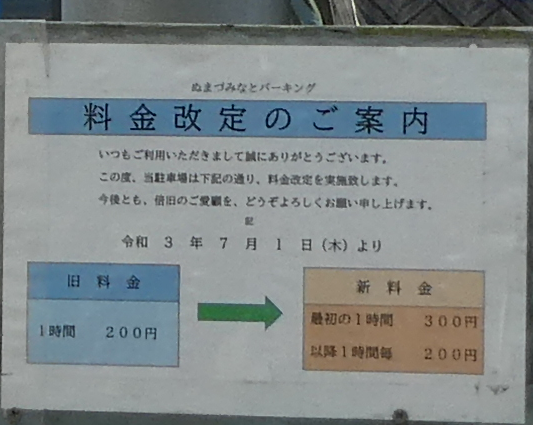 ぬまづみなとパーキング
料金改定のご案内
いつもご利用いただきまして誠にありがとうございます。
この度、当駐車場は下記の通り、料金改定を実施致します。
今後とも、倍旧のご愛顧を、どうぞよろしくお願い申し上げます。
記
令和 3 年 7 月 1 日(木)より
旧料金
1時間 200円
新料金
最初の1時間 300円
以降1時間毎 200円